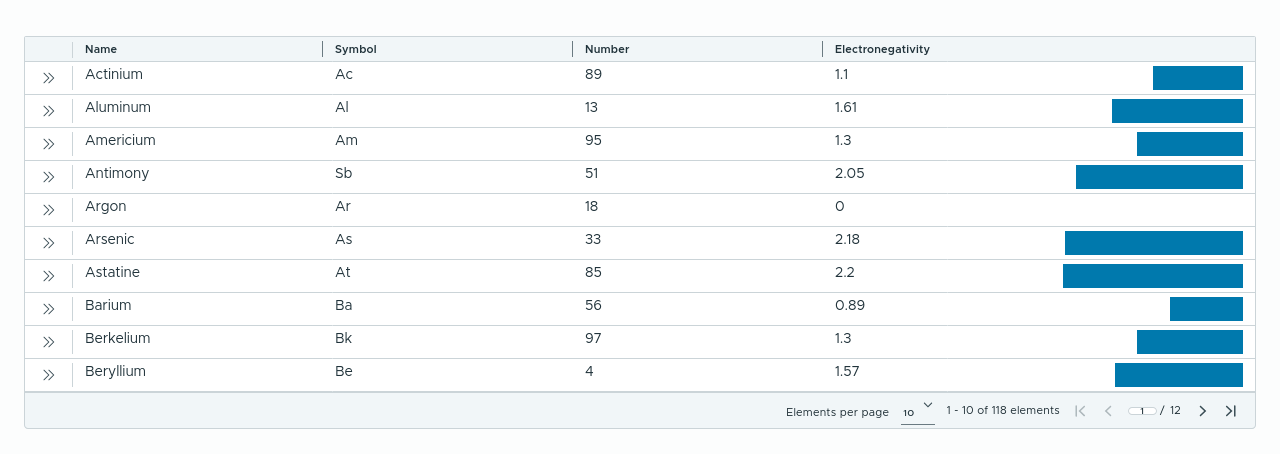 Name Symbol Number Electronegativity
Actinium Ac 89 1.1
Aluminum Al 13 1.61
Americium Am 95 1.3
Antimony Sb 51 2.05
Argon Ar 18 0
Arsenic As 33 2.18
Astatine At 85 2.2
Barium Ba 56 0.89
Berkelium Bk 97 1.3
Beryllium Be 4 1.57
Elements per page 10 1 - 10 of 118 elements 1 / 12